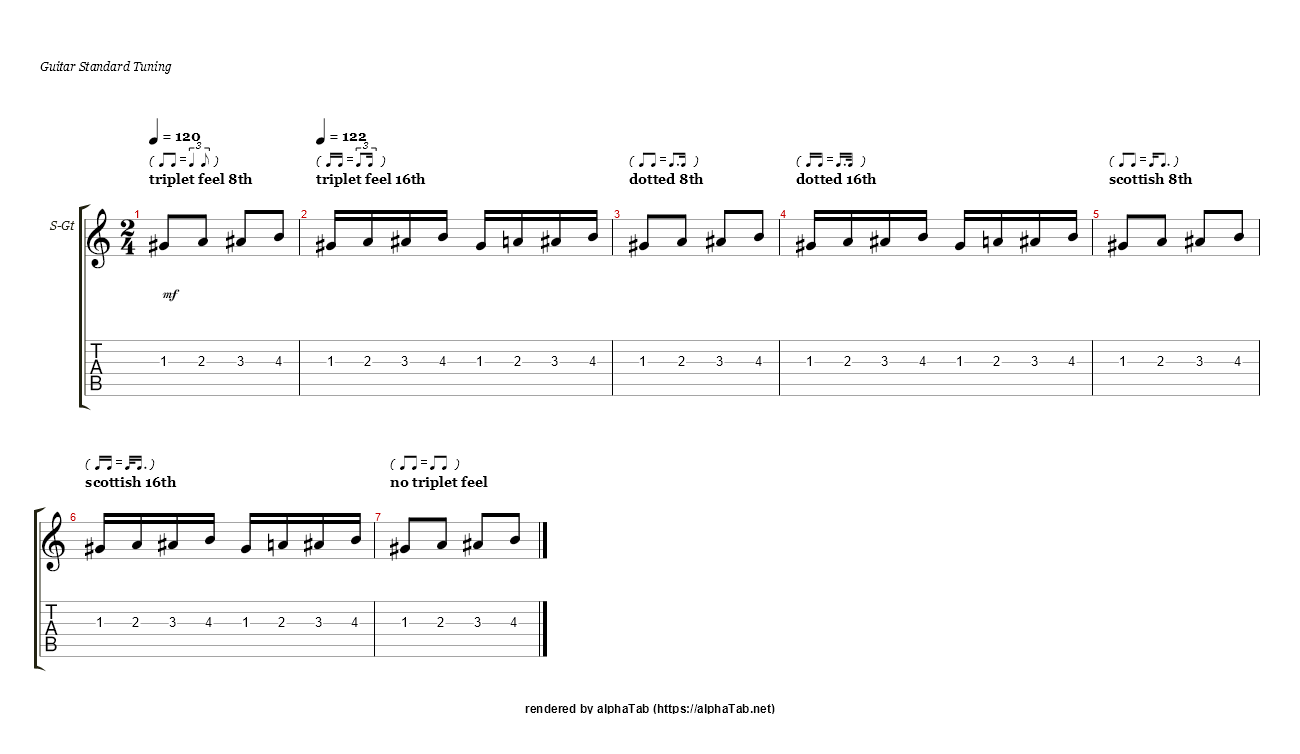 Guitar Standard Tuning
= 120 = 122
( = 3 ) ( = 3 ) ( = ) ( = ) ( = )
triplet feel 8th triplet feel 16th dotted 8th dotted 16th scottish 8th
S-Gt 2 4 1 2 3 4 5
mf
T A B 1 2 3 4 1 2 3 4 1 2 3 4 1 2 3 4 1 2 3 4 1 2 3 4 1 2 3 4
( = ) ( = )
scottish 16th no triplet feel
6 7
T A B 1 2 3 4 1 2 3 4 1 2 3 4
rendered by alphaTab (https://alphaTab.net)